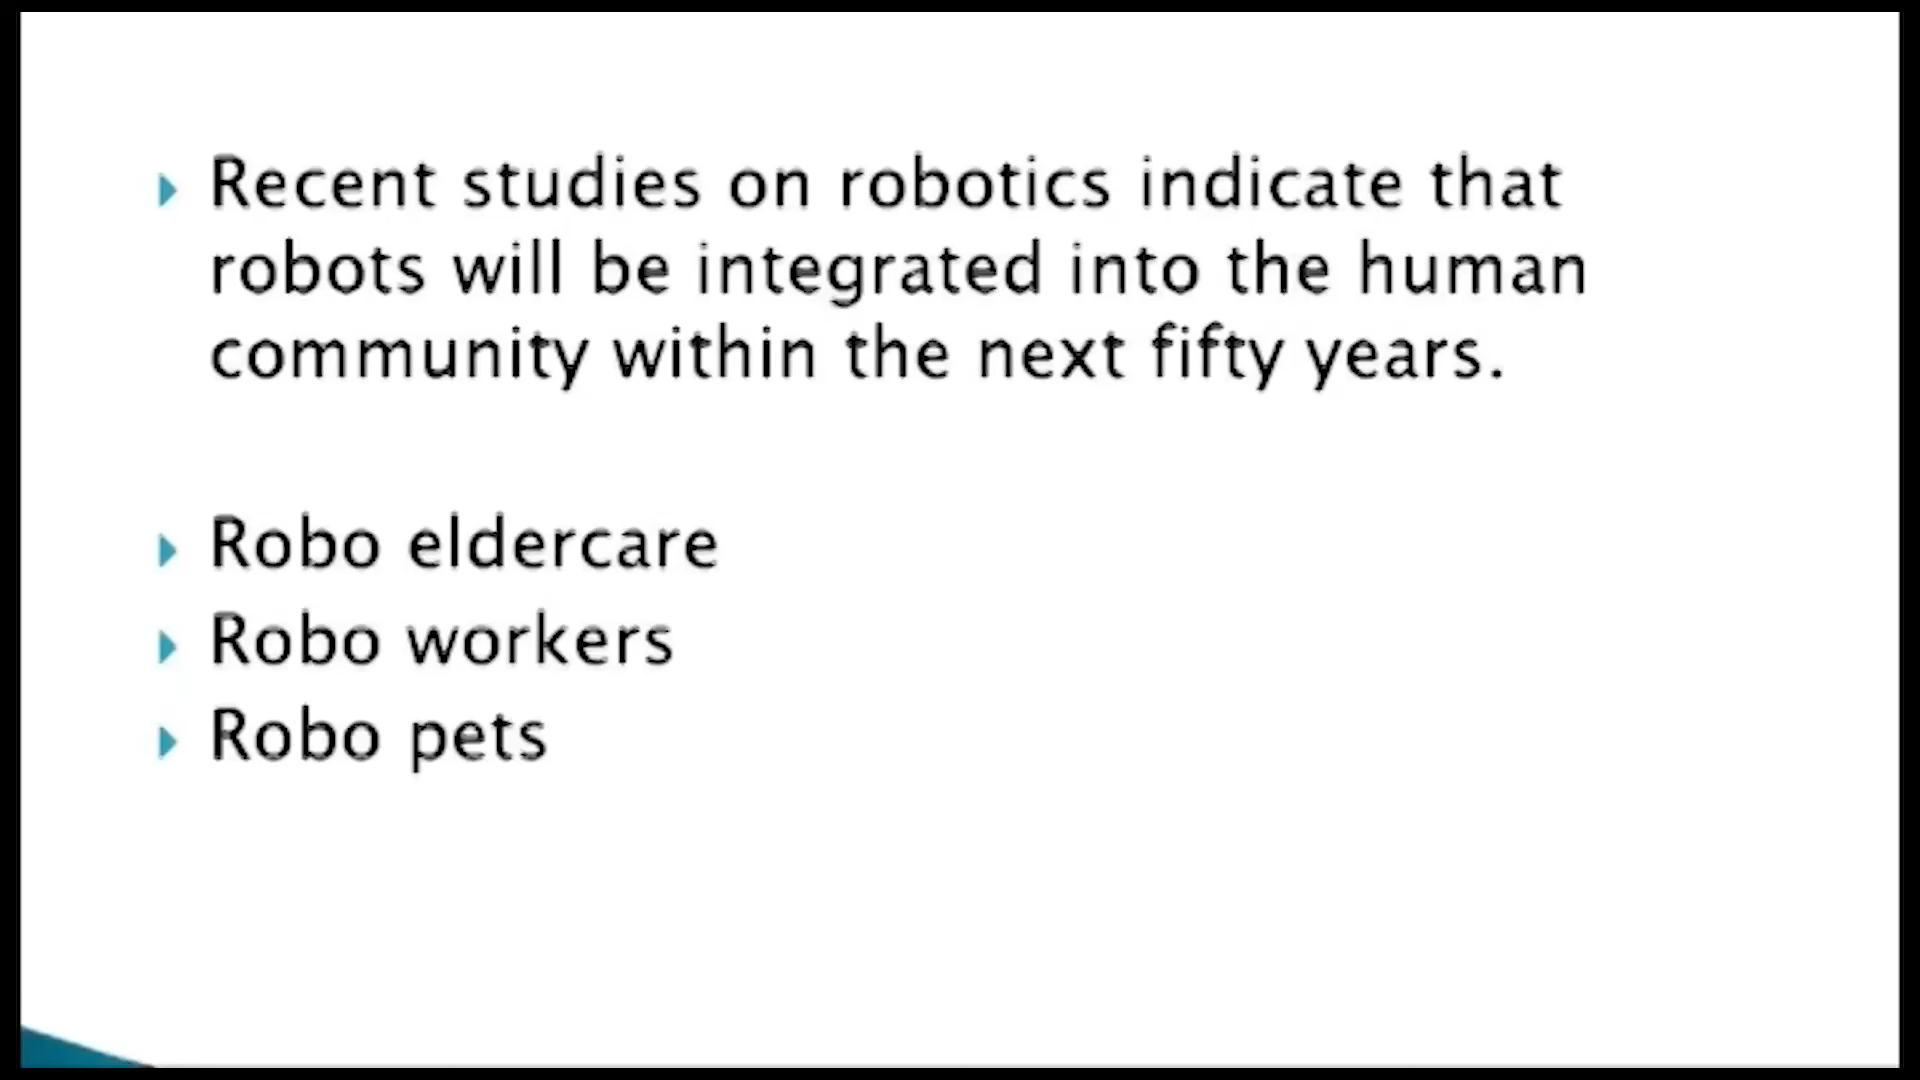 Recent studies on robotics indicate that
robots will be integrated into the human
community within the next fifty years.
Robo eldercare
Robo workers
Robo pets